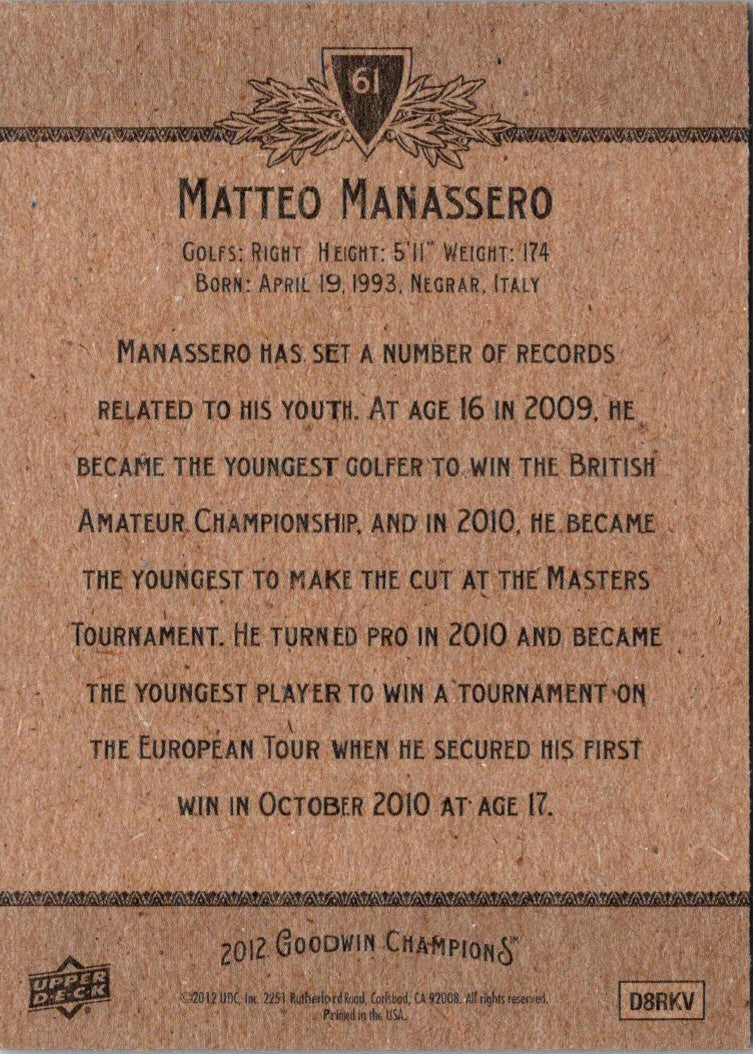 61
MATTEO MANASSERO
GOLFS: RIGHT HEIGHT: 5'11" WEIGHT: 174
BORN: APRIL 19, 1993, NEGRAR, ITALY
MANASSERO HAS SET A NUMBER OF RECORDS
RELATED TO HIS YOUTH. AT AGE 16 IN 2009, HE
BECAME THE YOUNGEST GOLFER TO WIN THE BRITISH
AMATEUR CHAMPIONSHIP, AND IN 2010, HE BECAME
THE YOUNGEST TO MAKE THE CUT AT THE MASTERS
TOURNAMENT. HE TURNED PRO IN 2010 AND BECAME
THE YOUNGEST PLAYER TO WIN A TOURNAMENT ON
THE EUROPEAN TOUR WHEN HE SECURED HIS FIRST
WIN IN OCTOBER 2010 AT AGE 17.
2012 GOODWIN CHAMPIONS™
UPPER
DECK
©2012 UDC, Inc. 2251 Rutherford Road, Carlsbad, CA 92008. All rights reserved.
Printed in the USA.
D8RKV